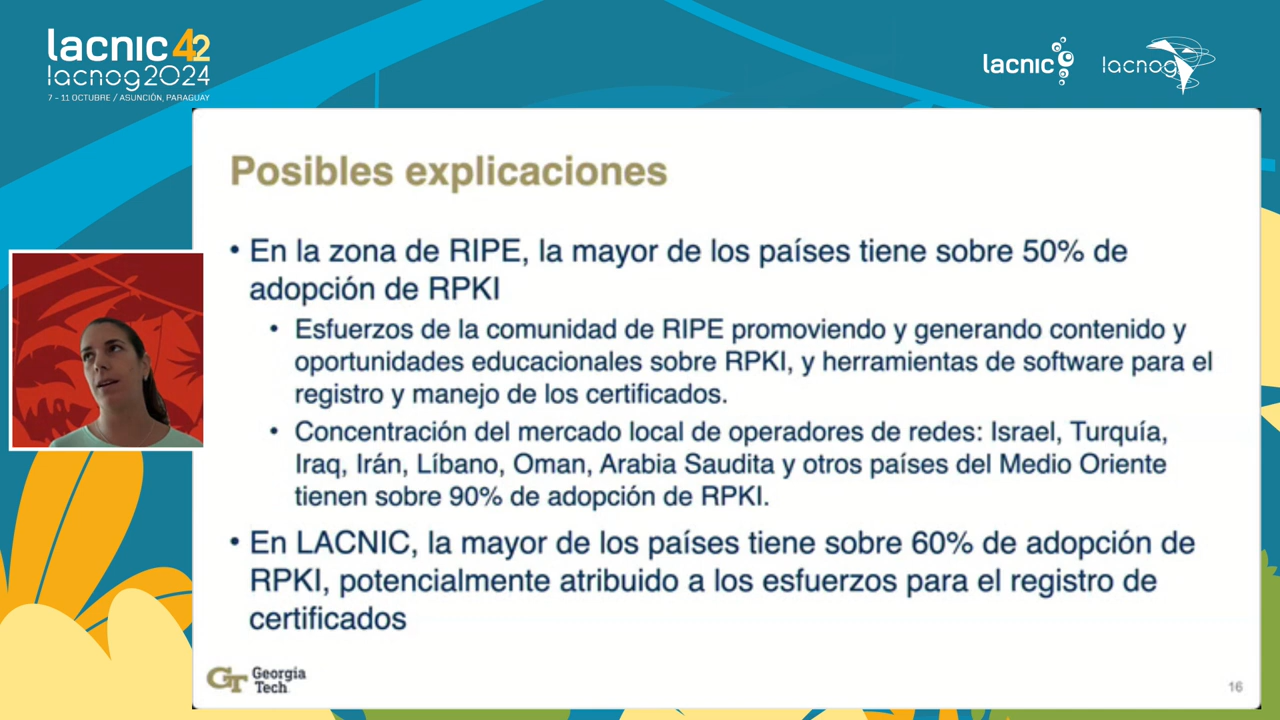 lacnic 42
lacnog2024
7 - 11 OCTUBRE / ASUNCIÓN, PARAGUAY
lacnic
lacnog
Posibles explicaciones
• En la zona de RIPE, la mayor de los países tiene sobre 50% de
adopción de RPKI
• Esfuerzos de la comunidad de RIPE promoviendo y generando contenido y
oportunidades educacionales sobre RPKI, y herramientas de software para el
registro y manejo de los certificados.
• Concentración del mercado local de operadores de redes: Israel, Turquía,
Iraq, Irán, Líbano, Oman, Arabia Saudita y otros países del Medio Oriente
tienen sobre 90% de adopción de RPKI.
• En LACNIC, la mayor de los países tiene sobre 60% de adopción de
RPKI, potencialmente atribuido a los esfuerzos para el registro de
certificados
GT Georgia
Tech
16